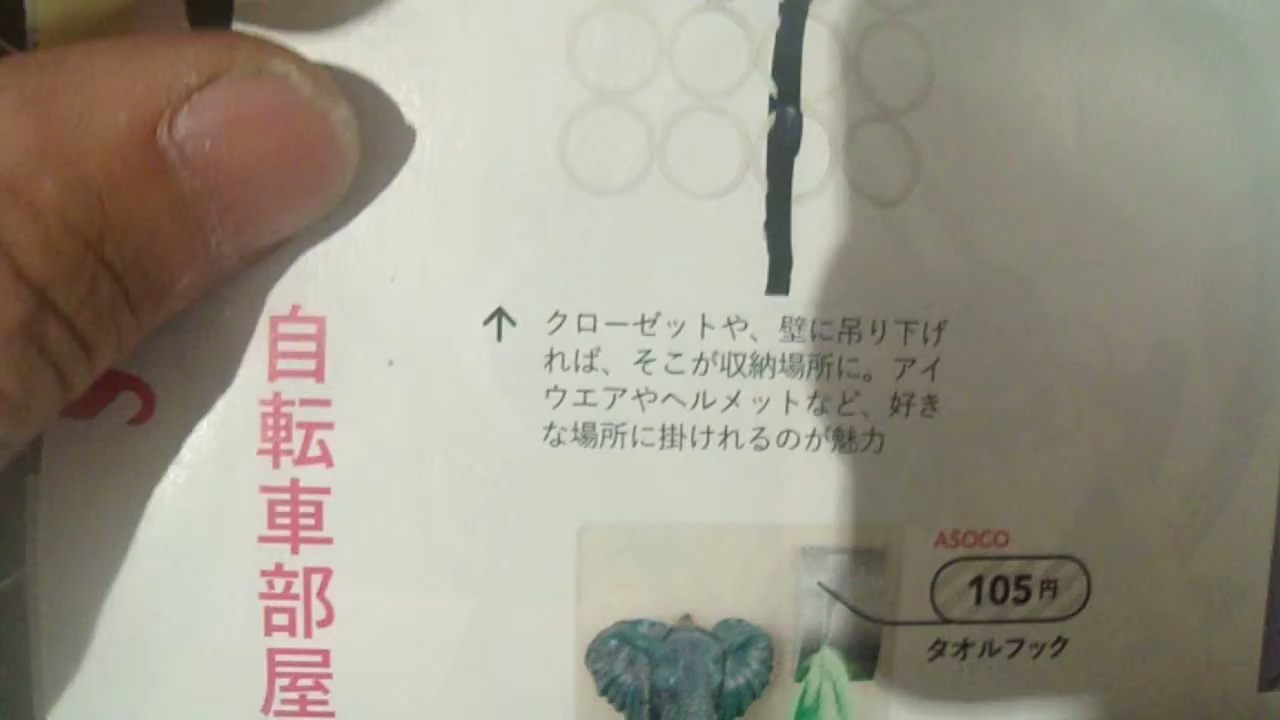 自転車部屋
↑ クローゼットや、壁に吊り下げ
れば、そこが収納場所に。アイ
ウエアやヘルメットなど、好き
な場所に掛けれるのが魅力
ASOCO
105円
タオルフック